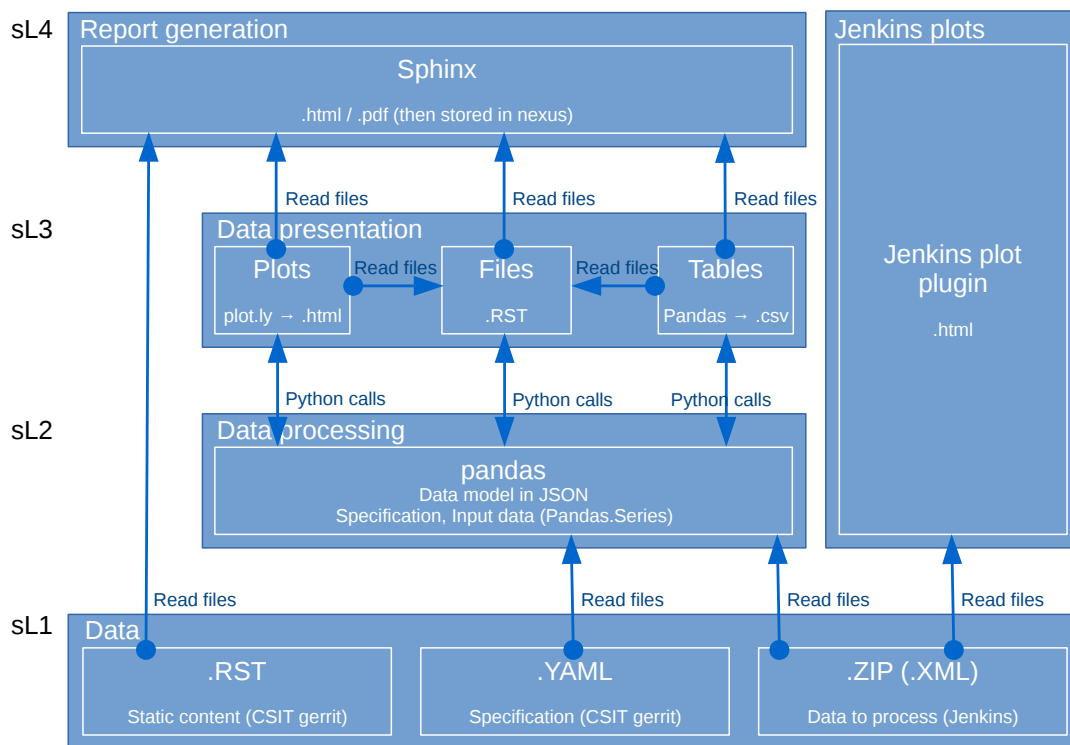 sL4
Report generation
Jenkins plots
Sphinx
.html / .pdf (then stored in nexus)
Read files
Read files
Read files
sL3
Data presentation
Plots
Read files
Files
Read files
Tables
plot.ly → .html
.RST
Pandas → .csv
Jenkins plot
plugin
.html
Python calls
Python calls
Python calls
sL2
Data processing
pandas
Data model in JSON
Specification, Input data (Pandas.Series)
Read files
Read files
Read files
Read files
sL1
Data
.RST
.YAML
.ZIP (.XML)
Static content (CSIT gerrit)
Specification (CSIT gerrit)
Data to process (Jenkins)